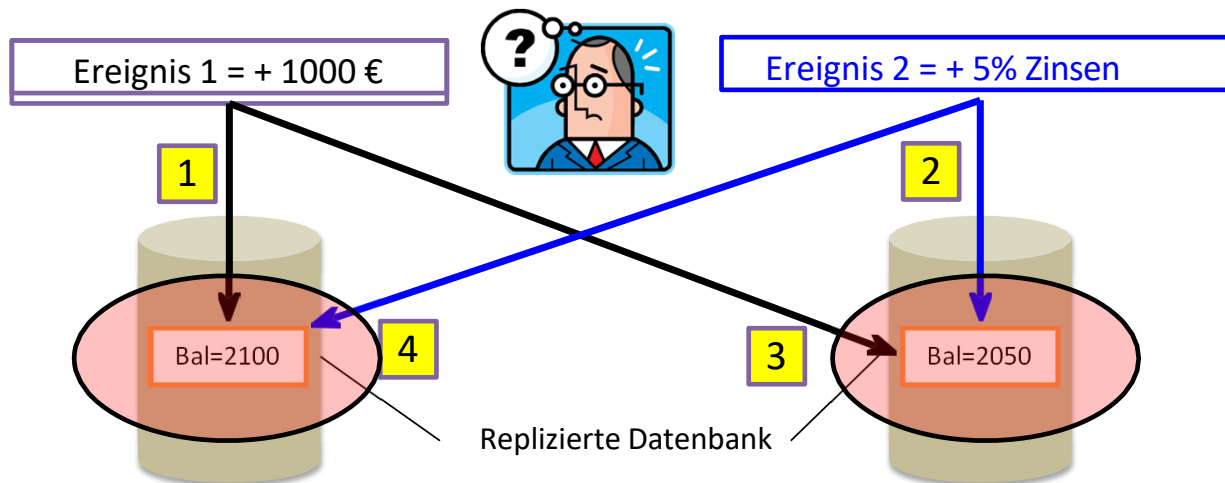 ?
Ereignis 1 = + 1000 €
Ereignis 2 = + 5% Zinsen
1
2
Bal=2100
4
3
Bal=2050
Replizierte Datenbank